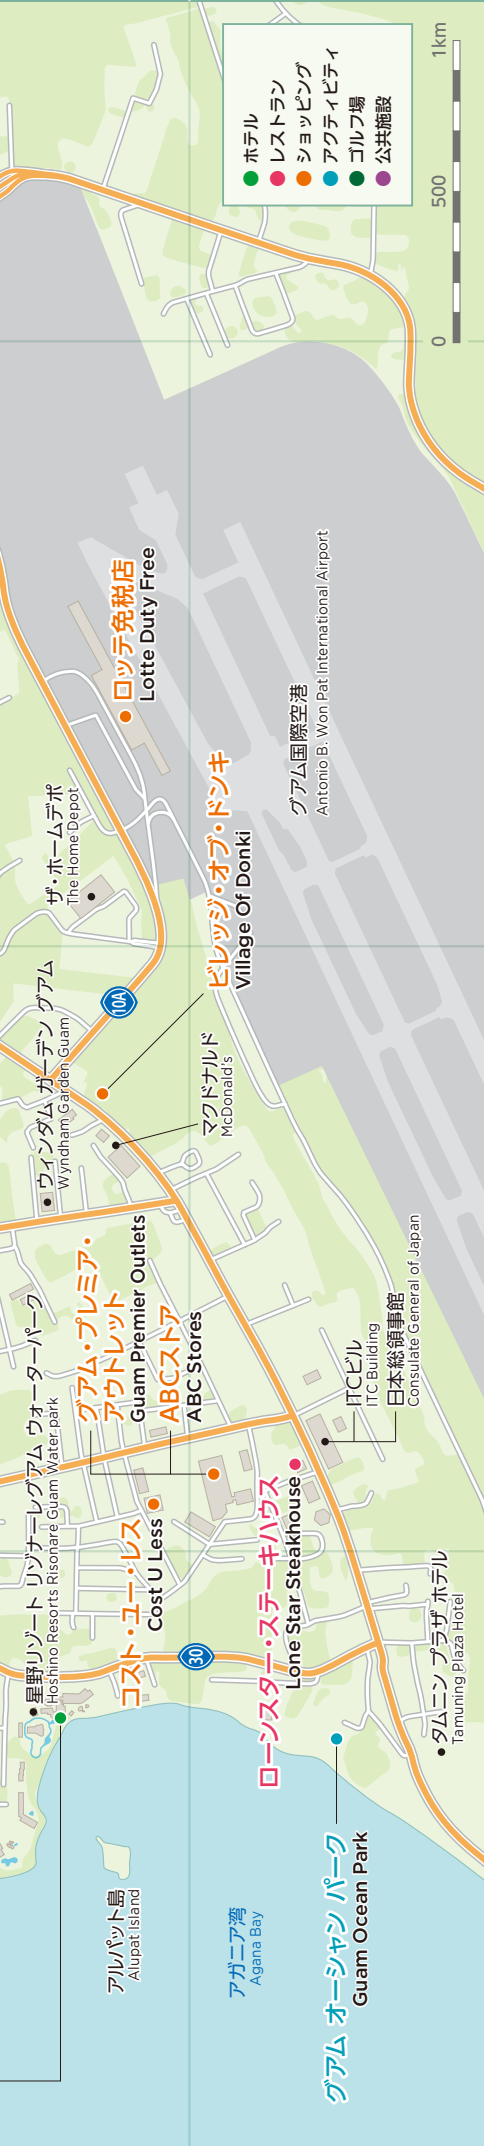 ホテル
レストラン
ショッピング
アクティビティ
ゴルフ場
公共施設
0
500
1km
星野リゾート リゾナーレグアム ウォーターパーク
Hoshino Resorts Risonare Guam Water park
ウィンダム ガーデン グアム
Wyndham Garden Guam
ザ・ホームデポ
The Home Depot
10A
ロッテ免税店
Lotte Duty Free
グアム・プレミア・
アウトレット
Guam Premier Outlets
ABCストア
ABC Stores
マクドナルド
McDonald's
ビレッジ・オブ・ドンキ
Village Of Donki
グアム国際空港
Antonio B. Won Pat International Airport
コスト・ユー・レス
Cost U Less
30
ローンスター・ステーキハウス
Lone Star Steakhouse
ITCビル
ITC Building
日本総領事館
Consulate General of Japan
タムニン プラザ ホテル
Tamuning Plaza Hotel
アルパット島
Alupat Island
アガニア湾
Agana Bay
グアム オーシャン パーク
Guam Ocean Park